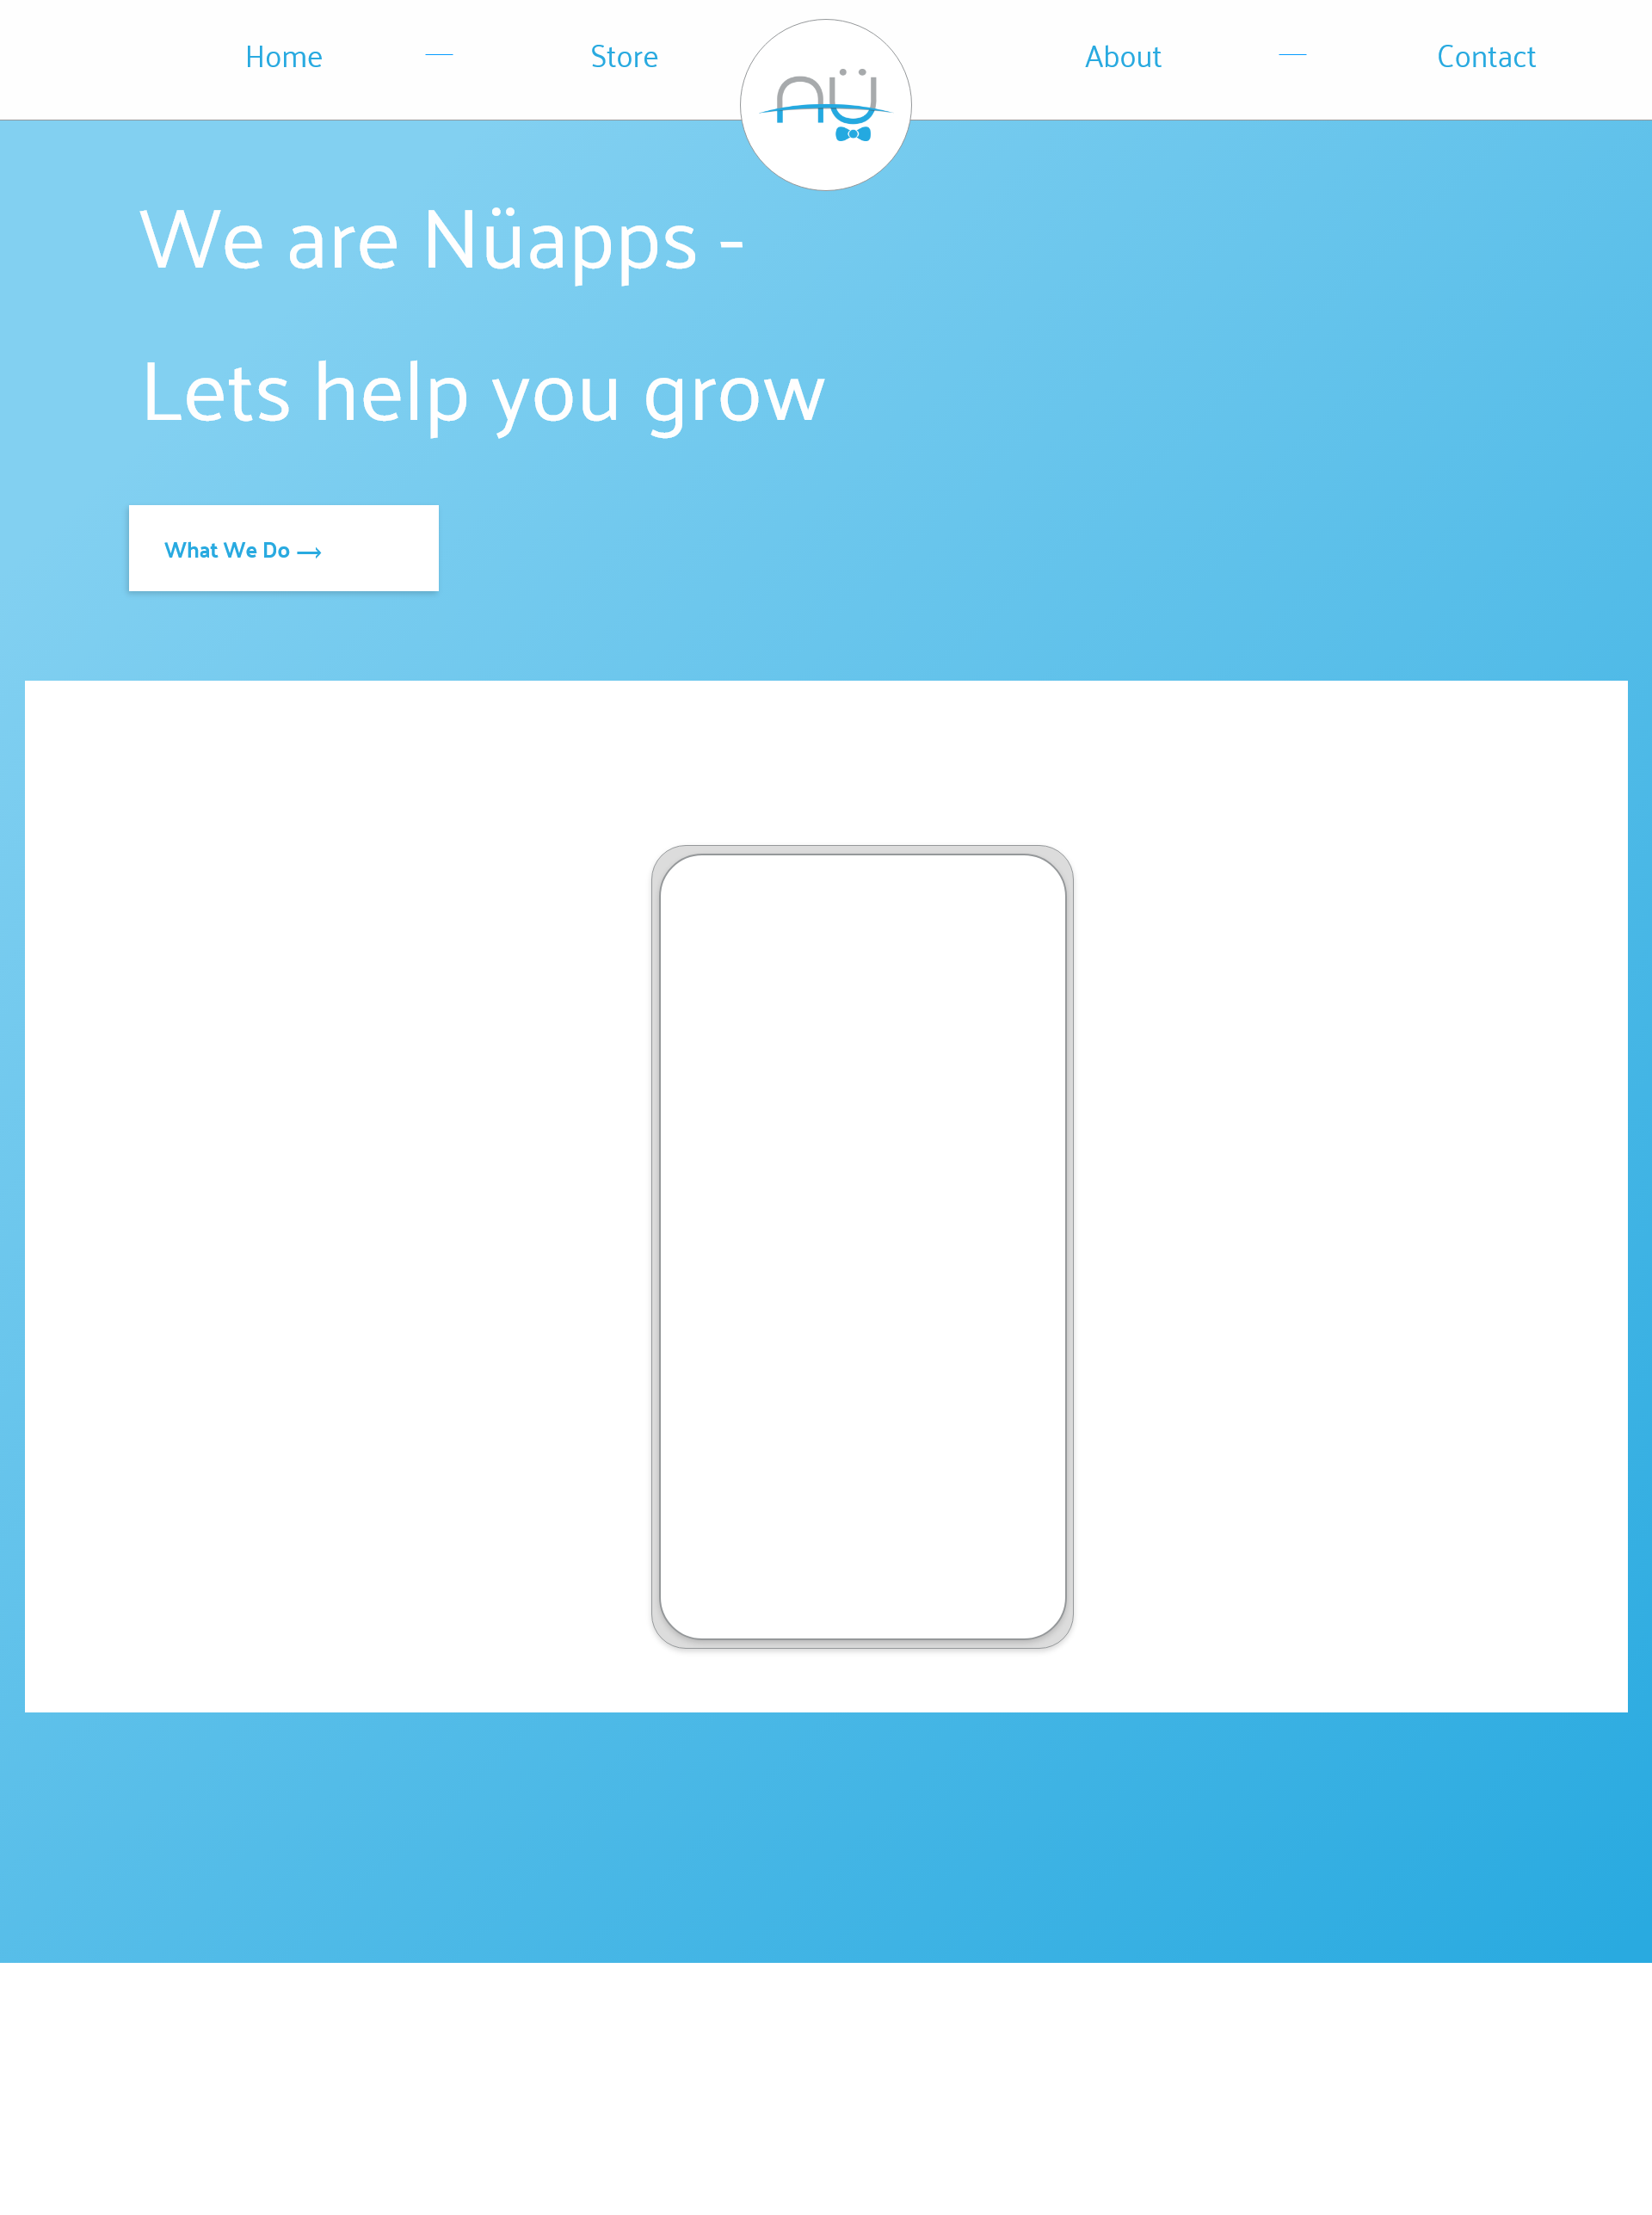 Home — Store nü About — Contact
We are Nüapps -
Lets help you grow
What We Do →